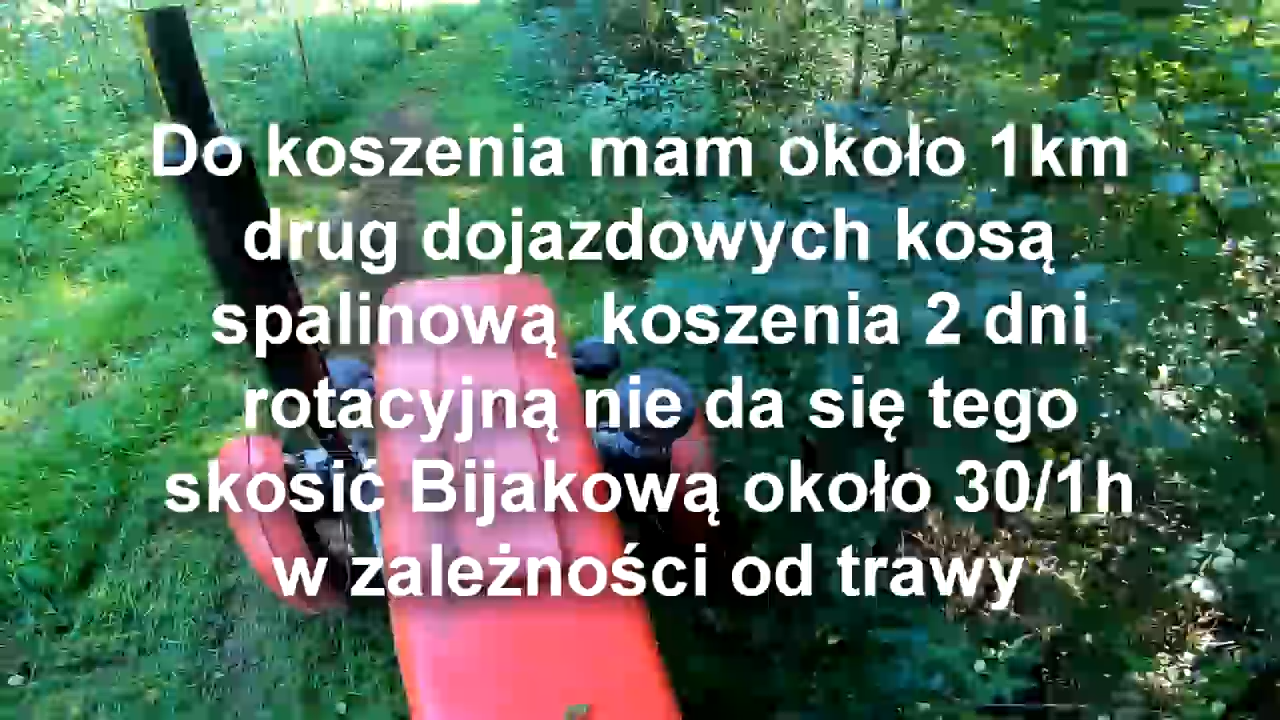 Do koszenia mam około 1km
drug dojazdowych kosą
spalinową koszenia 2 dni
rotacyjną nie da się tego
skosić Bijakową około 30/1h
w zależności od trawy